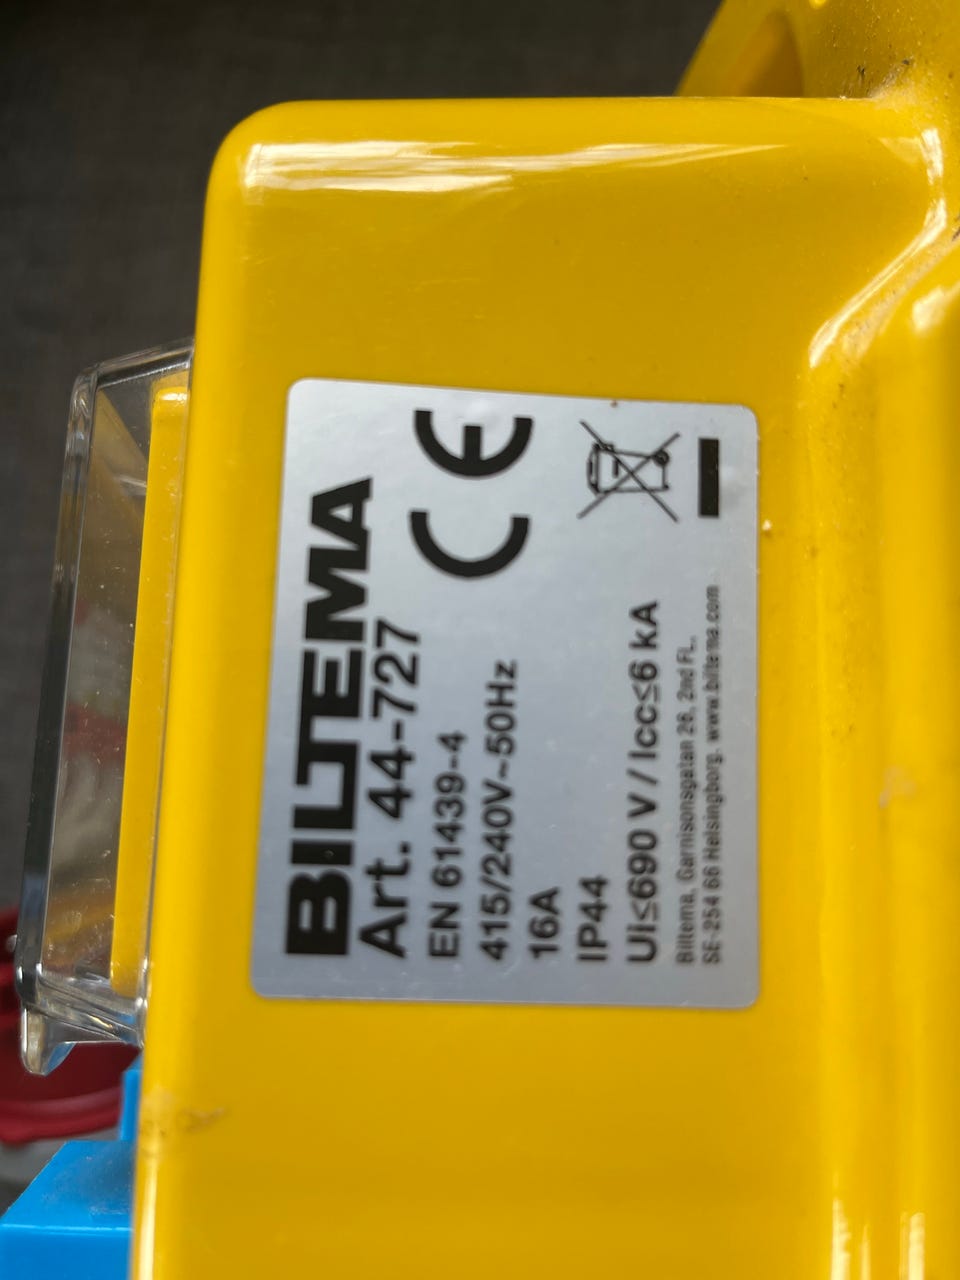 BILTEMA
Art. 44-727
EN 61439-4
415/240V~50Hz
16A
IP44
Ui≤690 V / Icc≤6 kA
Biltema, Garnisonsgatan 26, 2nd FL.
SE-254 66 Helsingborg. www.biltema.com
CE